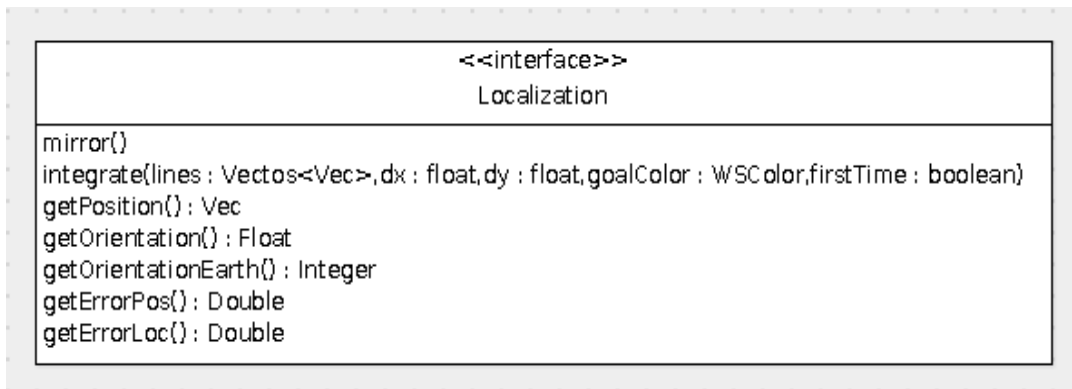 <<interface>>
Localization
mirror()
integrate(lines : Vectos<Vec>,dx : float,dy : float,goalColor : WSColor,firstTime : boolean)
getPosition() : Vec
getOrientation() : Float
getOrientationEarth() : Integer
getErrorPos() : Double
getErrorLoc() : Double